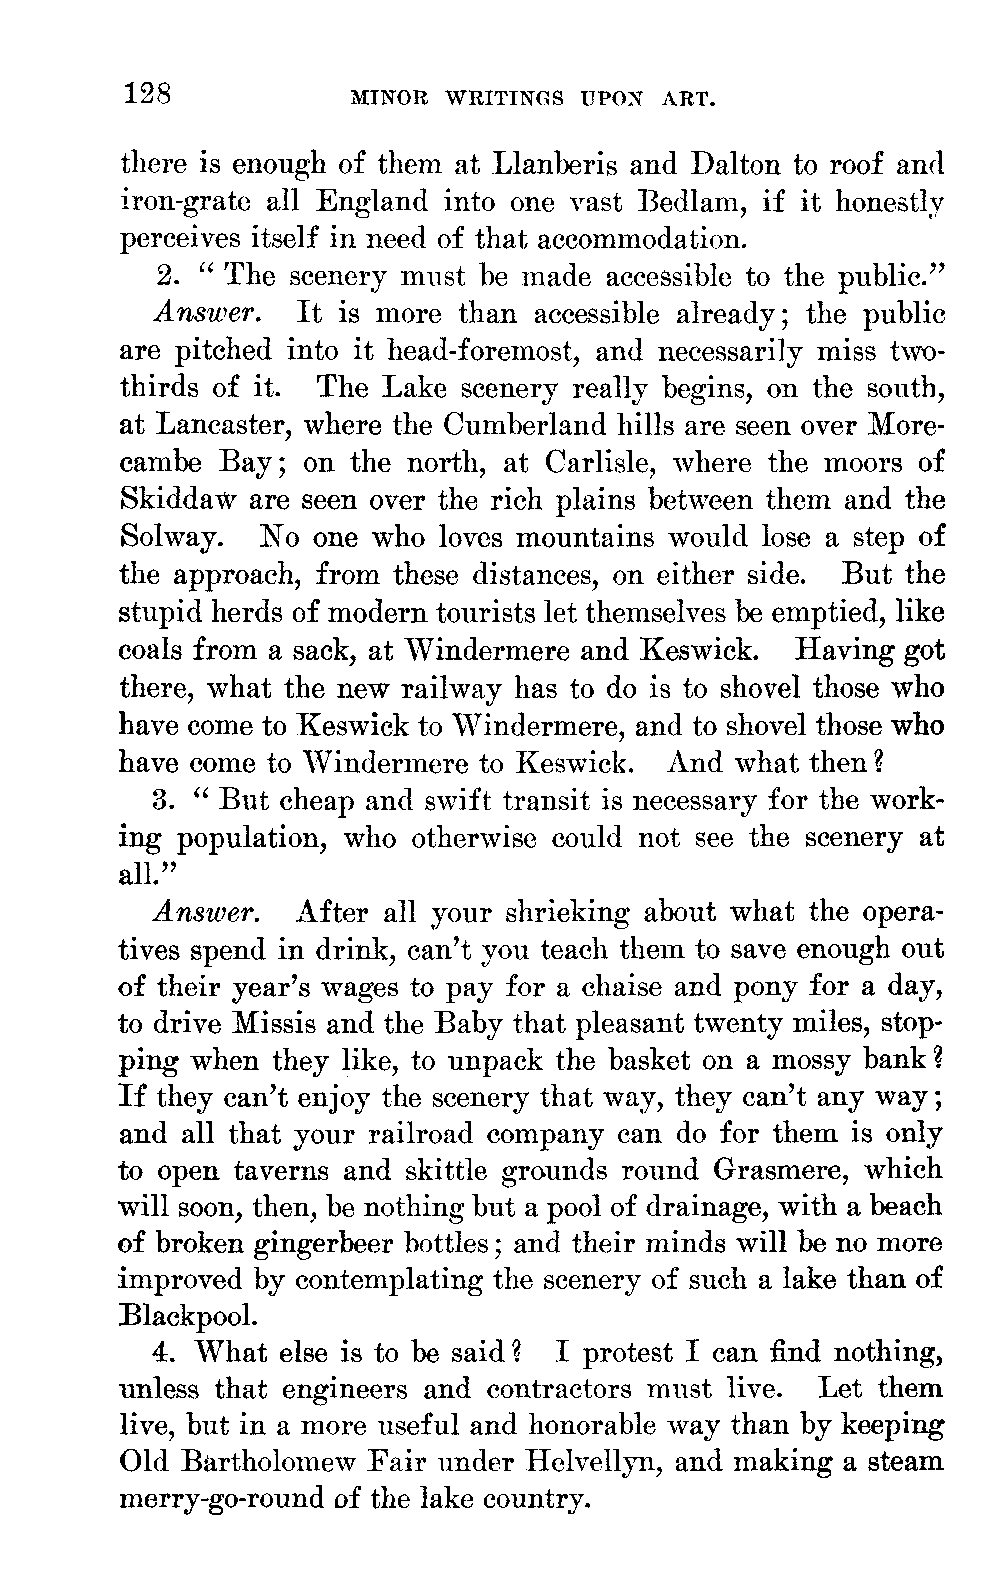 128 MINOR WRITINGS UPON ART.
there is enough of them at Llanberis and Dalton to roof and
iron-grate all England into one vast Bedlam, if it honestly
perceives itself in need of that accommodation.
2. “ The scenery must be made accessible to the public.”
Answer. It is more than accessible already; the public
are pitched into it head-foremost, and necessarily miss two-
thirds of it. The Lake scenery really begins, on the south,
at Lancaster, where the Cumberland hills are seen over More-
cambe Bay; on the north, at Carlisle, where the moors of
Skiddaw are seen over the rich plains between them and the
Solway. No one who loves mountains would lose a step of
the approach, from these distances, on either side. But the
stupid herds of modern tourists let themselves be emptied, like
coals from a sack, at Windermere and Keswick. Having got
there, what the new railway has to do is to shovel those who
have come to Keswick to Windermere, and to shovel those who
have come to Windermere to Keswick. And what then?
3. “ But cheap and swift transit is necessary for the work-
ing population, who otherwise could not see the scenery at
all.”
Answer. After all your shrieking about what the opera-
tives spend in drink, can’t you teach them to save enough out
of their year’s wages to pay for a chaise and pony for a day,
to drive Missis and the Baby that pleasant twenty miles, stop-
ping when they like, to unpack the basket on a mossy bank?
If they can’t enjoy the scenery that way, they can’t any way;
and all that your railroad company can do for them is only
to open taverns and skittle grounds round Grasmere, which
will soon, then, be nothing but a pool of drainage, with a beach
of broken gingerbeer bottles; and their minds will be no more
improved by contemplating the scenery of such a lake than of
Blackpool.
4. What else is to be said? I protest I can find nothing,
unless that engineers and contractors must live. Let them
live, but in a more useful and honorable way than by keeping
Old Bartholomew Fair under Helvellyn, and making a steam
merry-go-round of the lake country.